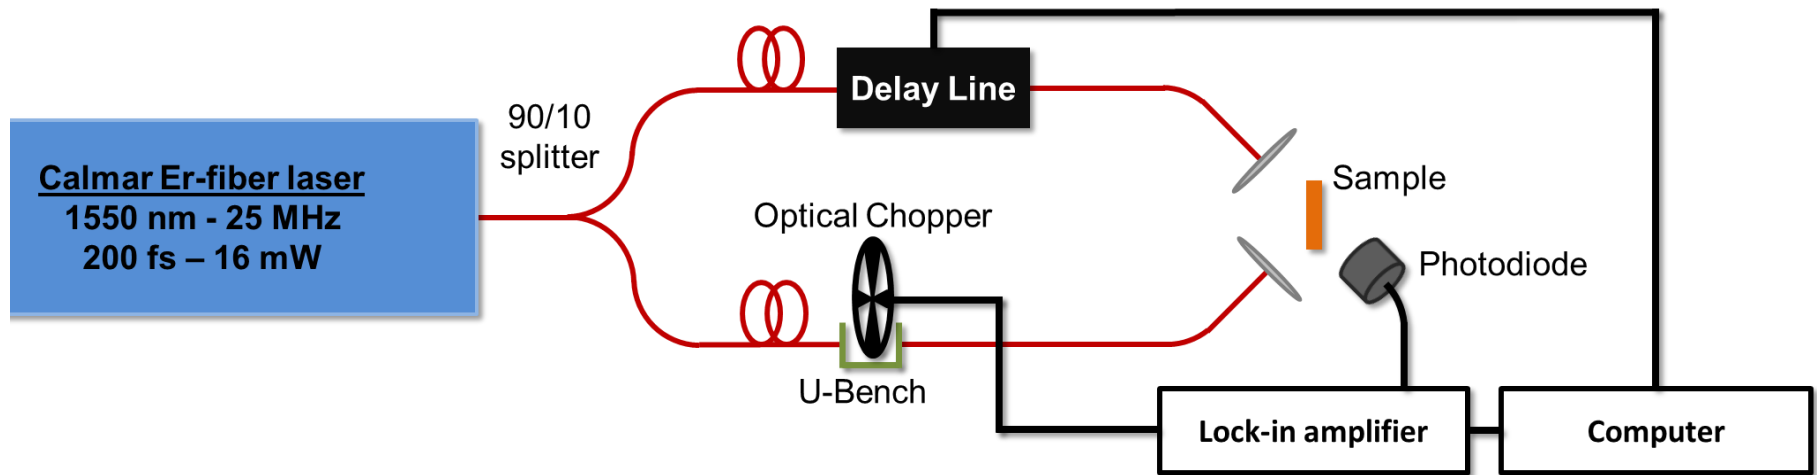 90/10
splitter
Delay Line
Calmar Er-fiber laser
1550 nm - 25 MHz
200 fs – 16 mW
Optical Chopper
Sample
Photodiode
U-Bench
Lock-in amplifier
Computer